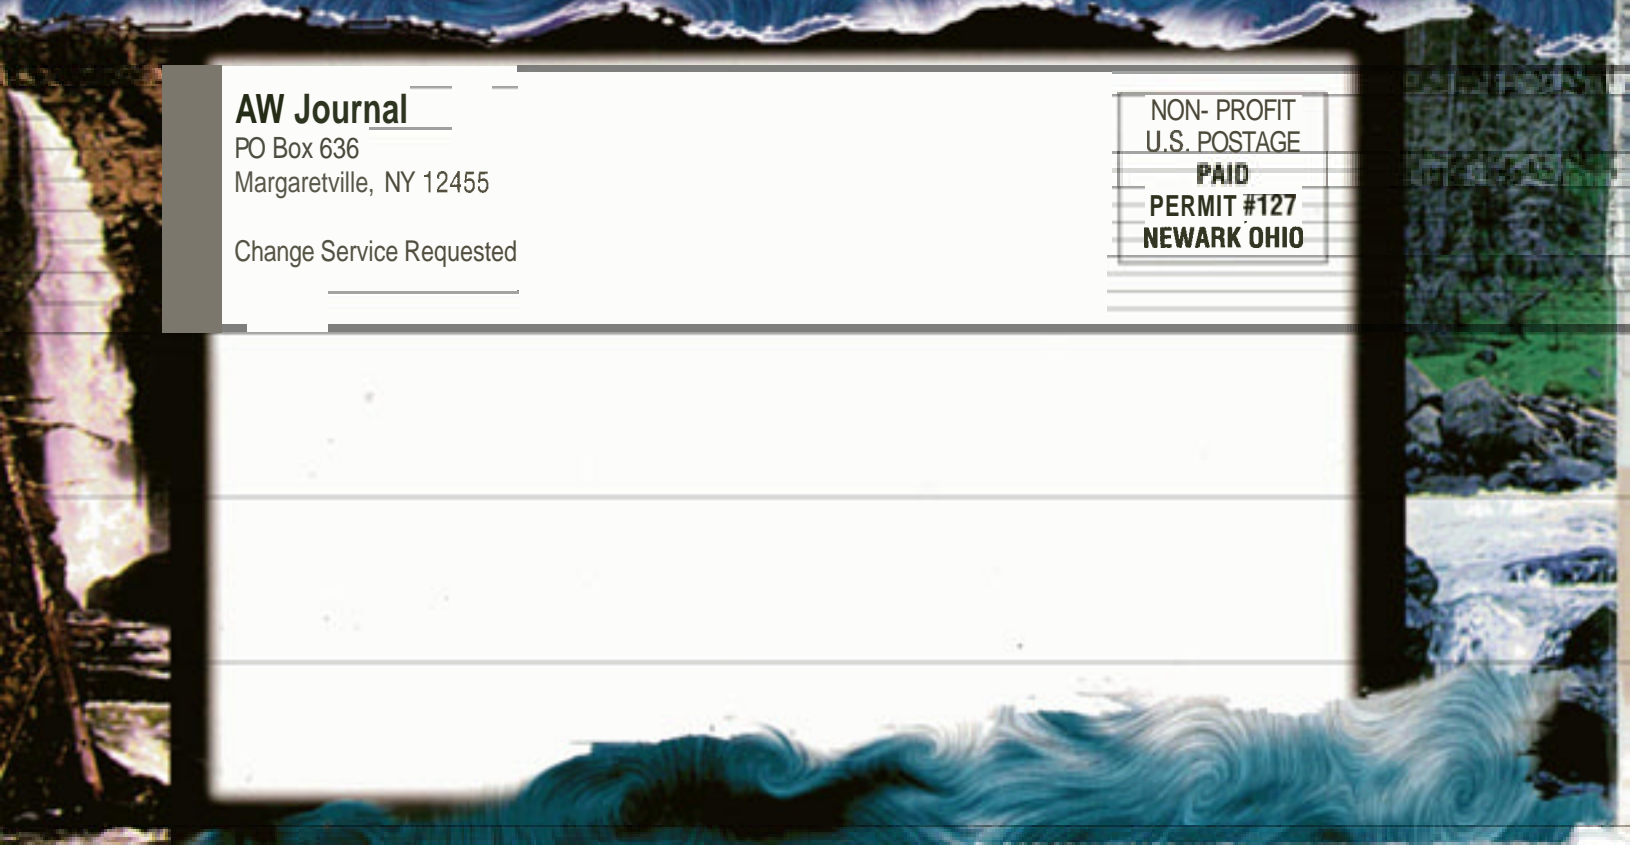 AW Journal
PO Box 636
Margaretville, NY 12455
Change Service Requested
NON- PROFIT
U.S. POSTAGE
PAID
PERMIT #127
NEWARK OHIO